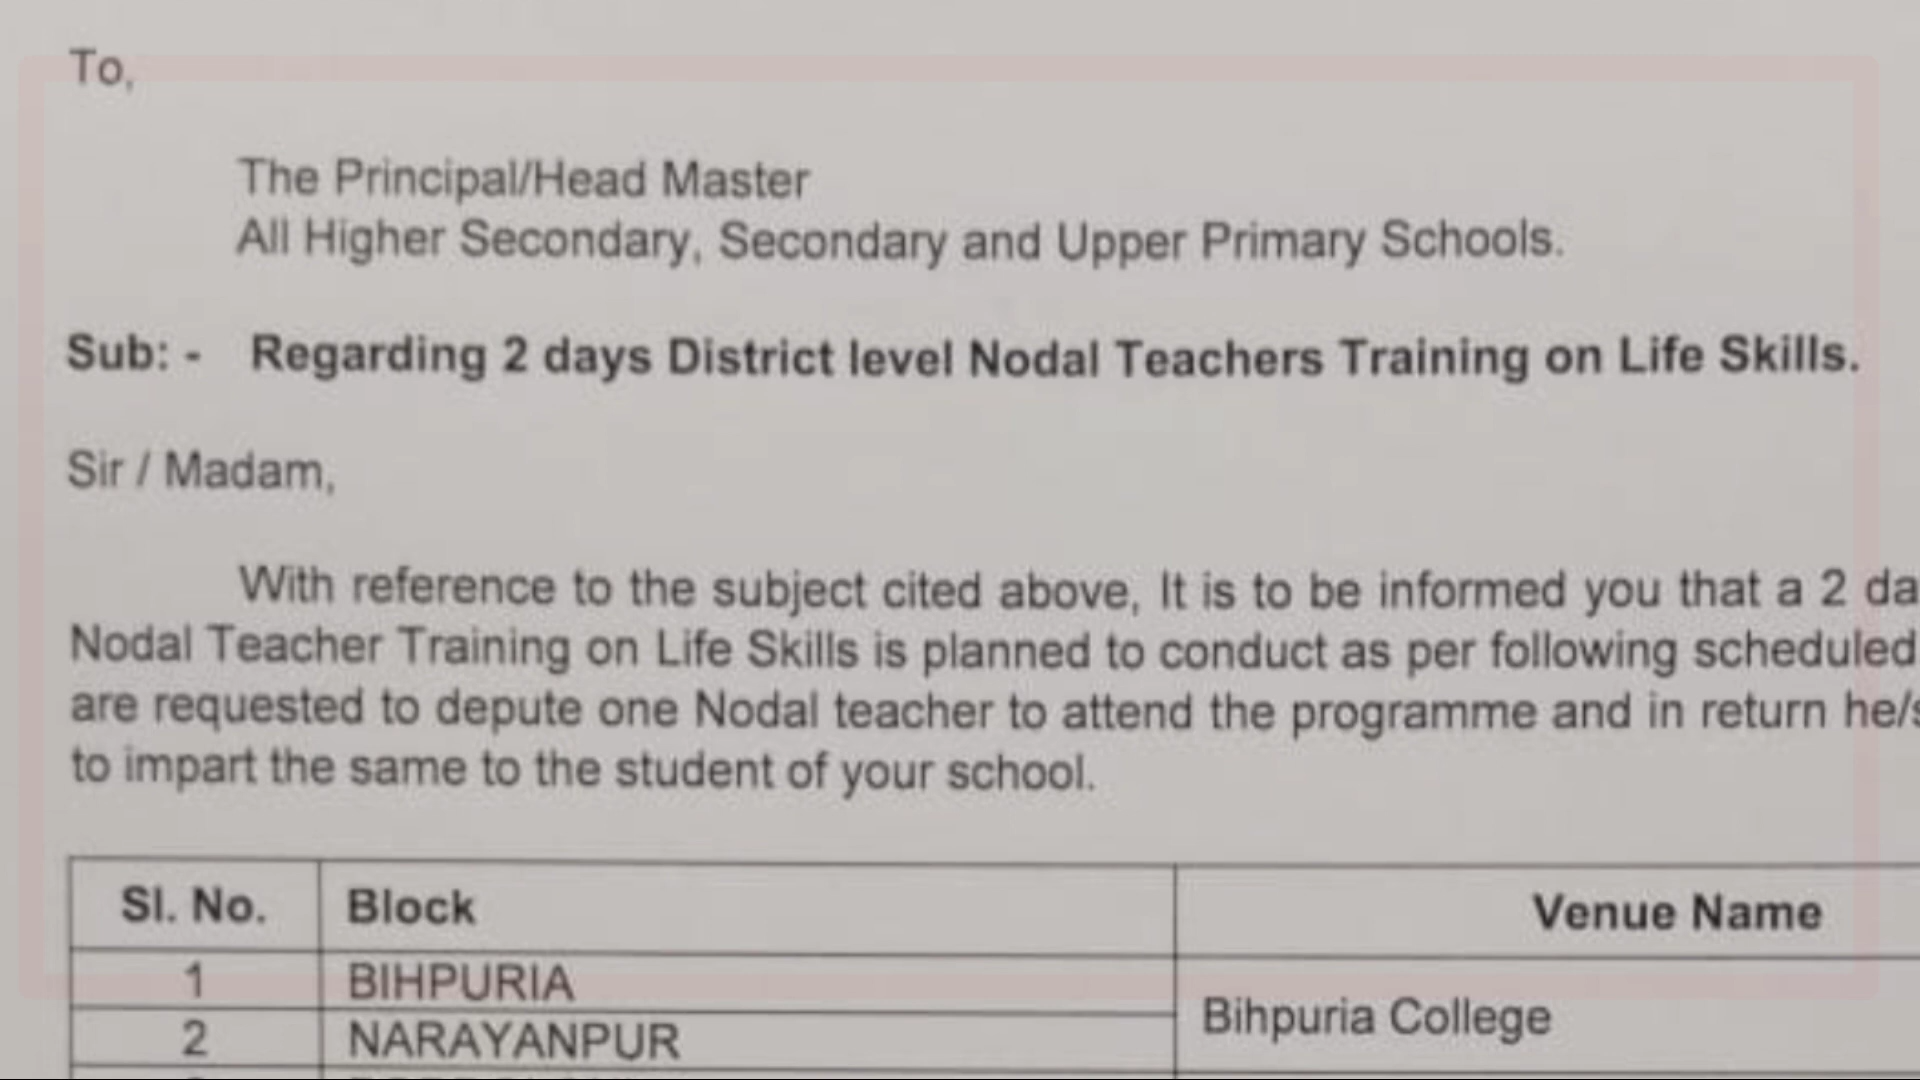 To,
The Principal/Head Master
All Higher Secondary, Secondary and Upper Primary Schools.
Sub: - Regarding 2 days District level Nodal Teachers Training on Life Skills.
Sir / Madam,
With reference to the subject cited above, It is to be informed you that a 2 da
Nodal Teacher Training on Life Skills is planned to conduct as per following scheduled
are requested to depute one Nodal teacher to attend the programme and in return he/s
to impart the same to the student of your school.
Sl. No. Block Venue Name
1 BIHPURIA
Bihpuria College
2 NARAYANPUR